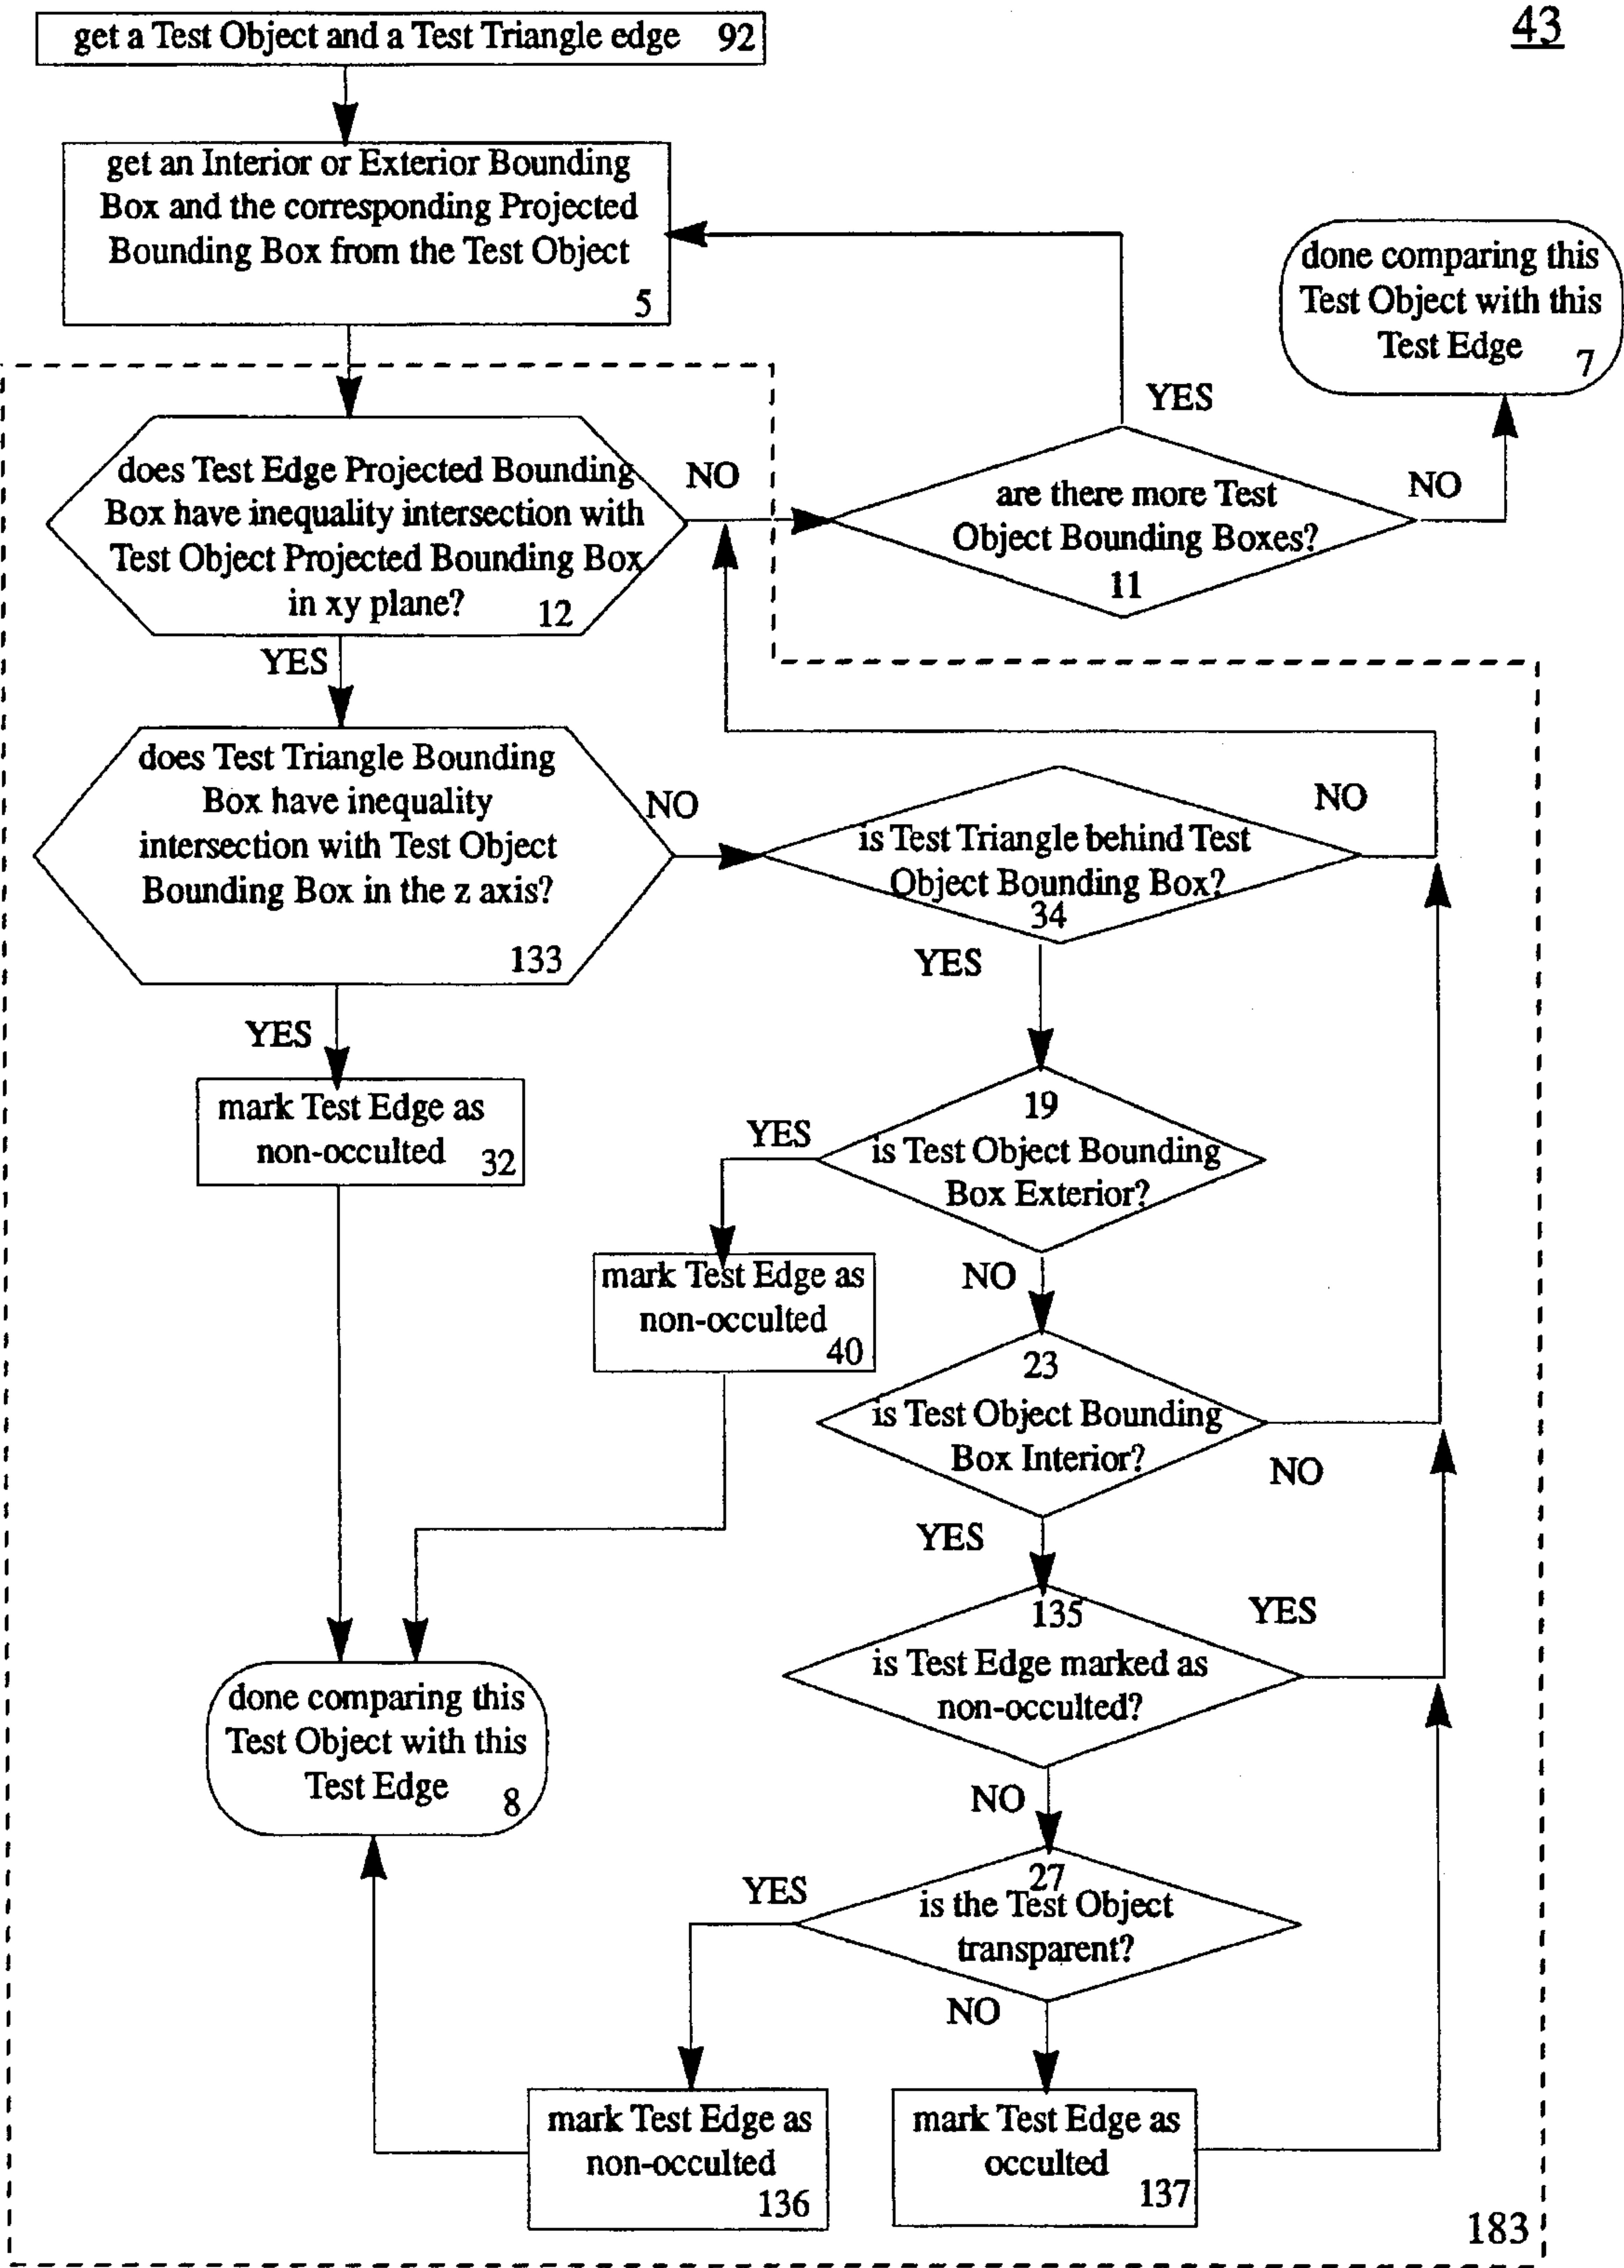 43
get a Test Object and a Test Triangle edge 92
get an Interior or Exterior Bounding
Box and the corresponding Projected
Bounding Box from the Test Object
5
done comparing this
Test Object with this
Test Edge
7
YES
does Test Edge Projected Bounding
Box have inequality intersection with
Test Object Projected Bounding Box
in xy plane? 12
NO
are there more Test
Object Bounding Boxes?
11
NO
YES
does Test Triangle Bounding
Box have inequality
intersection with Test Object
Bounding Box in the z axis?
133
NO
is Test Triangle behind Test
Object Bounding Box?
34
NO
YES
YES
mark Test Edge as
non-occulted 32
19
is Test Object Bounding
Box Exterior?
YES
mark Test Edge as
non-occulted
40
NO
23
is Test Object Bounding
Box Interior?
NO
YES
135
is Test Edge marked as
non-occulted?
YES
done comparing this
Test Object with this
Test Edge
8
NO
27
is the Test Object
transparent?
YES
NO
mark Test Edge as
non-occulted
136
mark Test Edge as
occulted
137
183